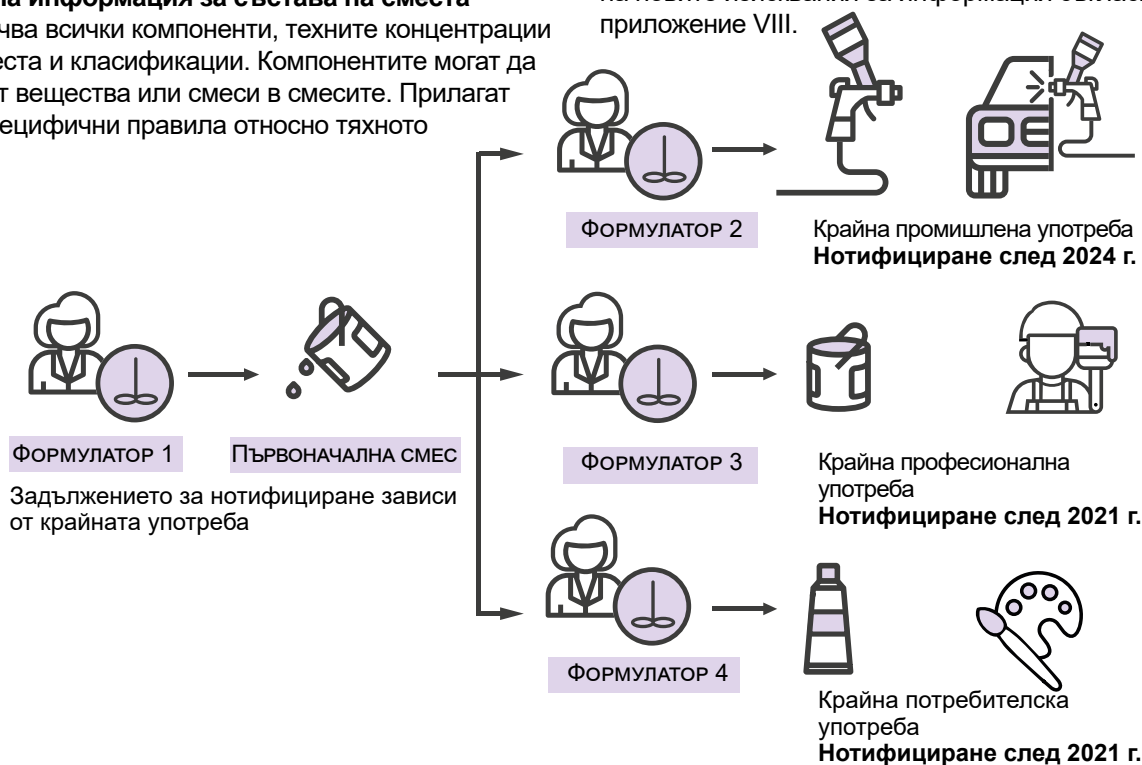 на информация за състава на сместа
всички компоненти, техните концентрации
и класификации. Компонентите могат да
вещества или смеси в смесите. Прилагат
правила относно тяхното
приложение VIII.
ФОРМУЛАТОР 2
Крайна промишлена употреба
Нотифициране след 2024 г.
ФОРМУЛАТОР 1
ПЪРВОНАЧАЛНА СМЕС
Задължението за нотифициране зависи
от крайната употреба
ФОРМУЛАТОР 3
Крайна професионална
употреба
Нотифициране след 2021 г.
ФОРМУЛАТОР 4
Крайна потребителска
употреба
Нотифициране след 2021 г.